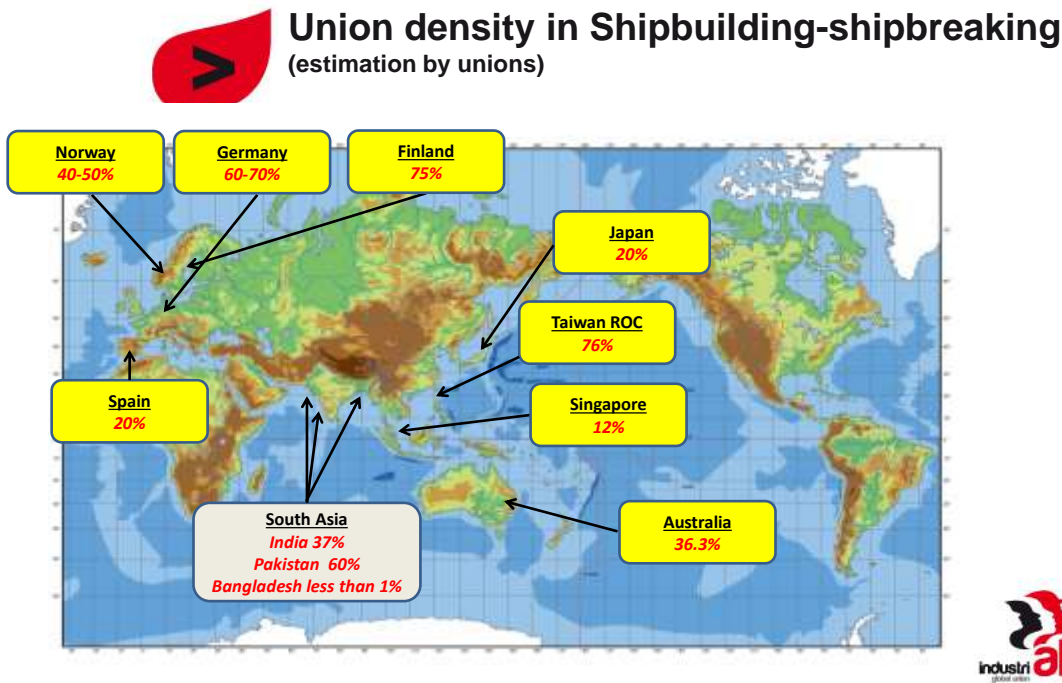 Union density in Shipbuilding-shipbreaking
(estimation by unions)
Norway
40-50%
Germany
60-70%
Finland
75%
Japan
20%
Taiwan ROC
76%
Spain
20%
Singapore
12%
South Asia
India 37%
Pakistan 60%
Bangladesh less than 1%
Australia
36.3%
industri
global union